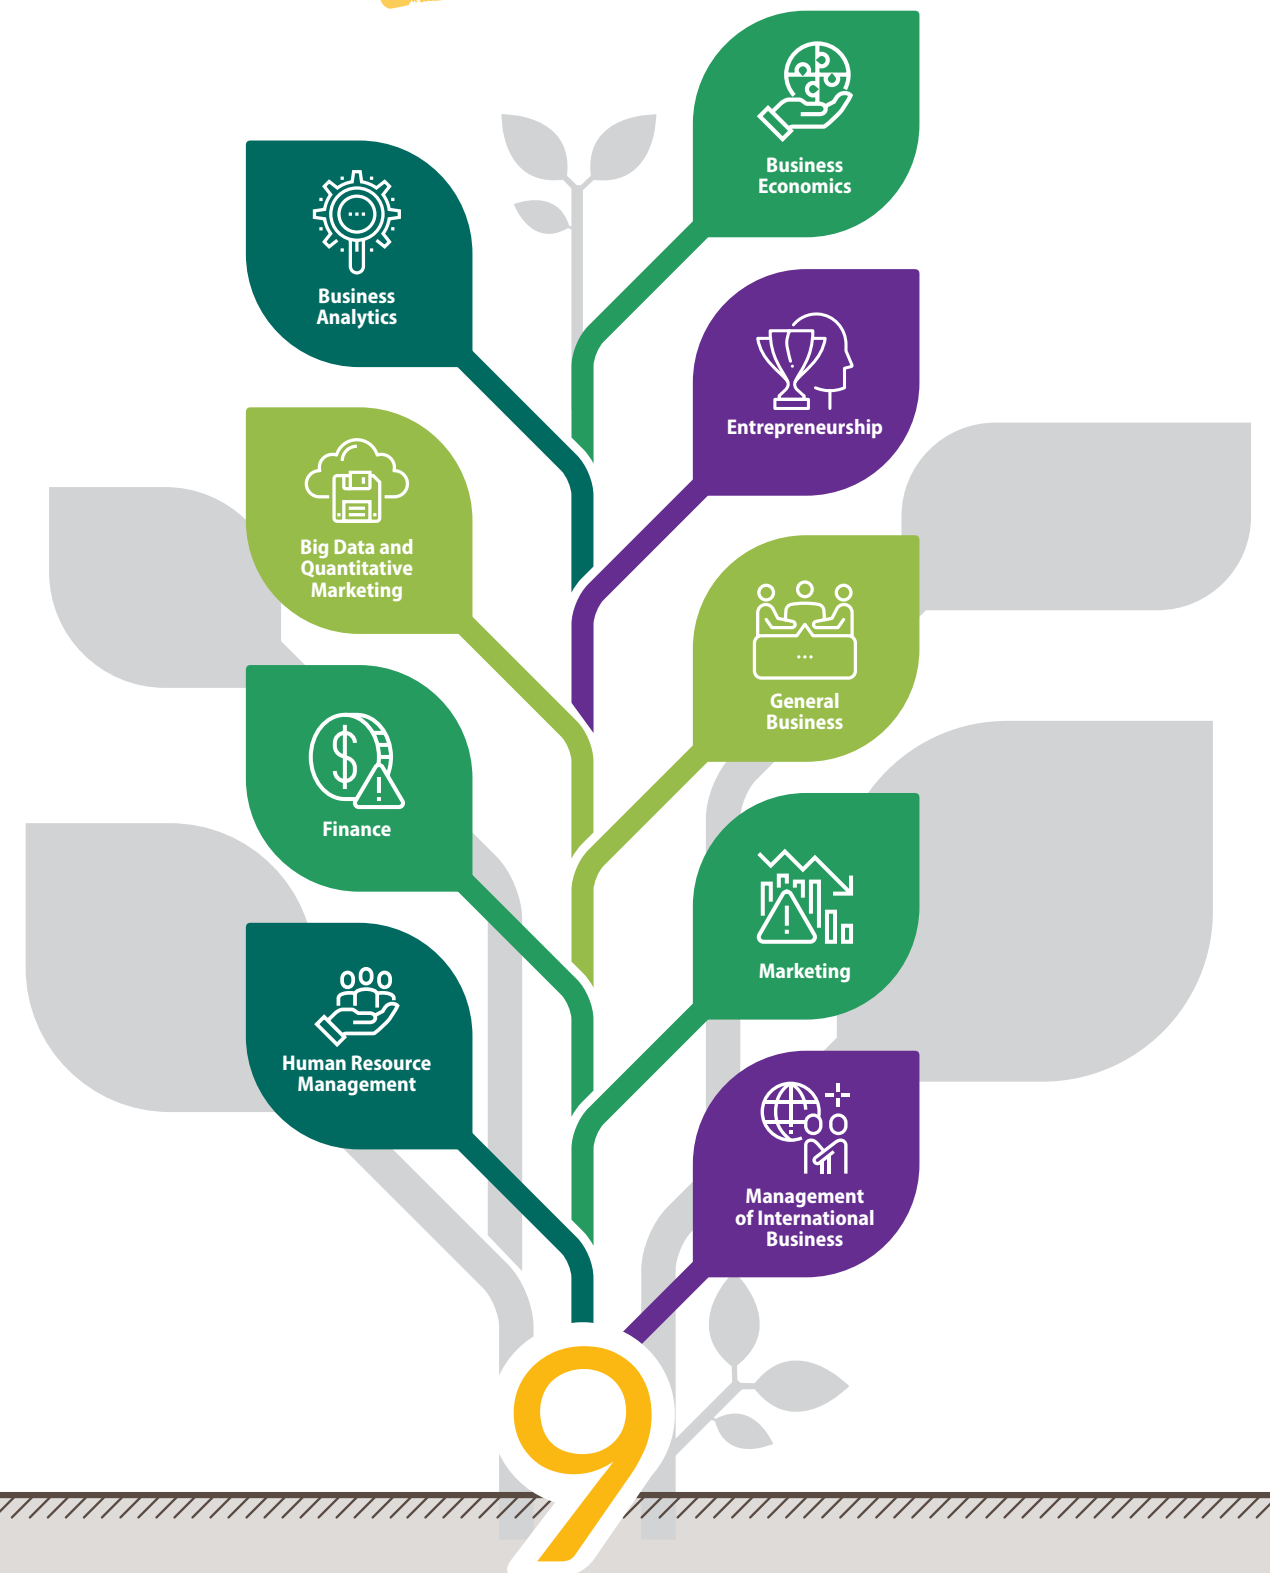 Business
Economics
Business
Analytics
Entrepreneurship
Big Data and
Quantitative
Marketing
General
Business
Finance
Marketing
Human Resource
Management
Management
of International
Business
9